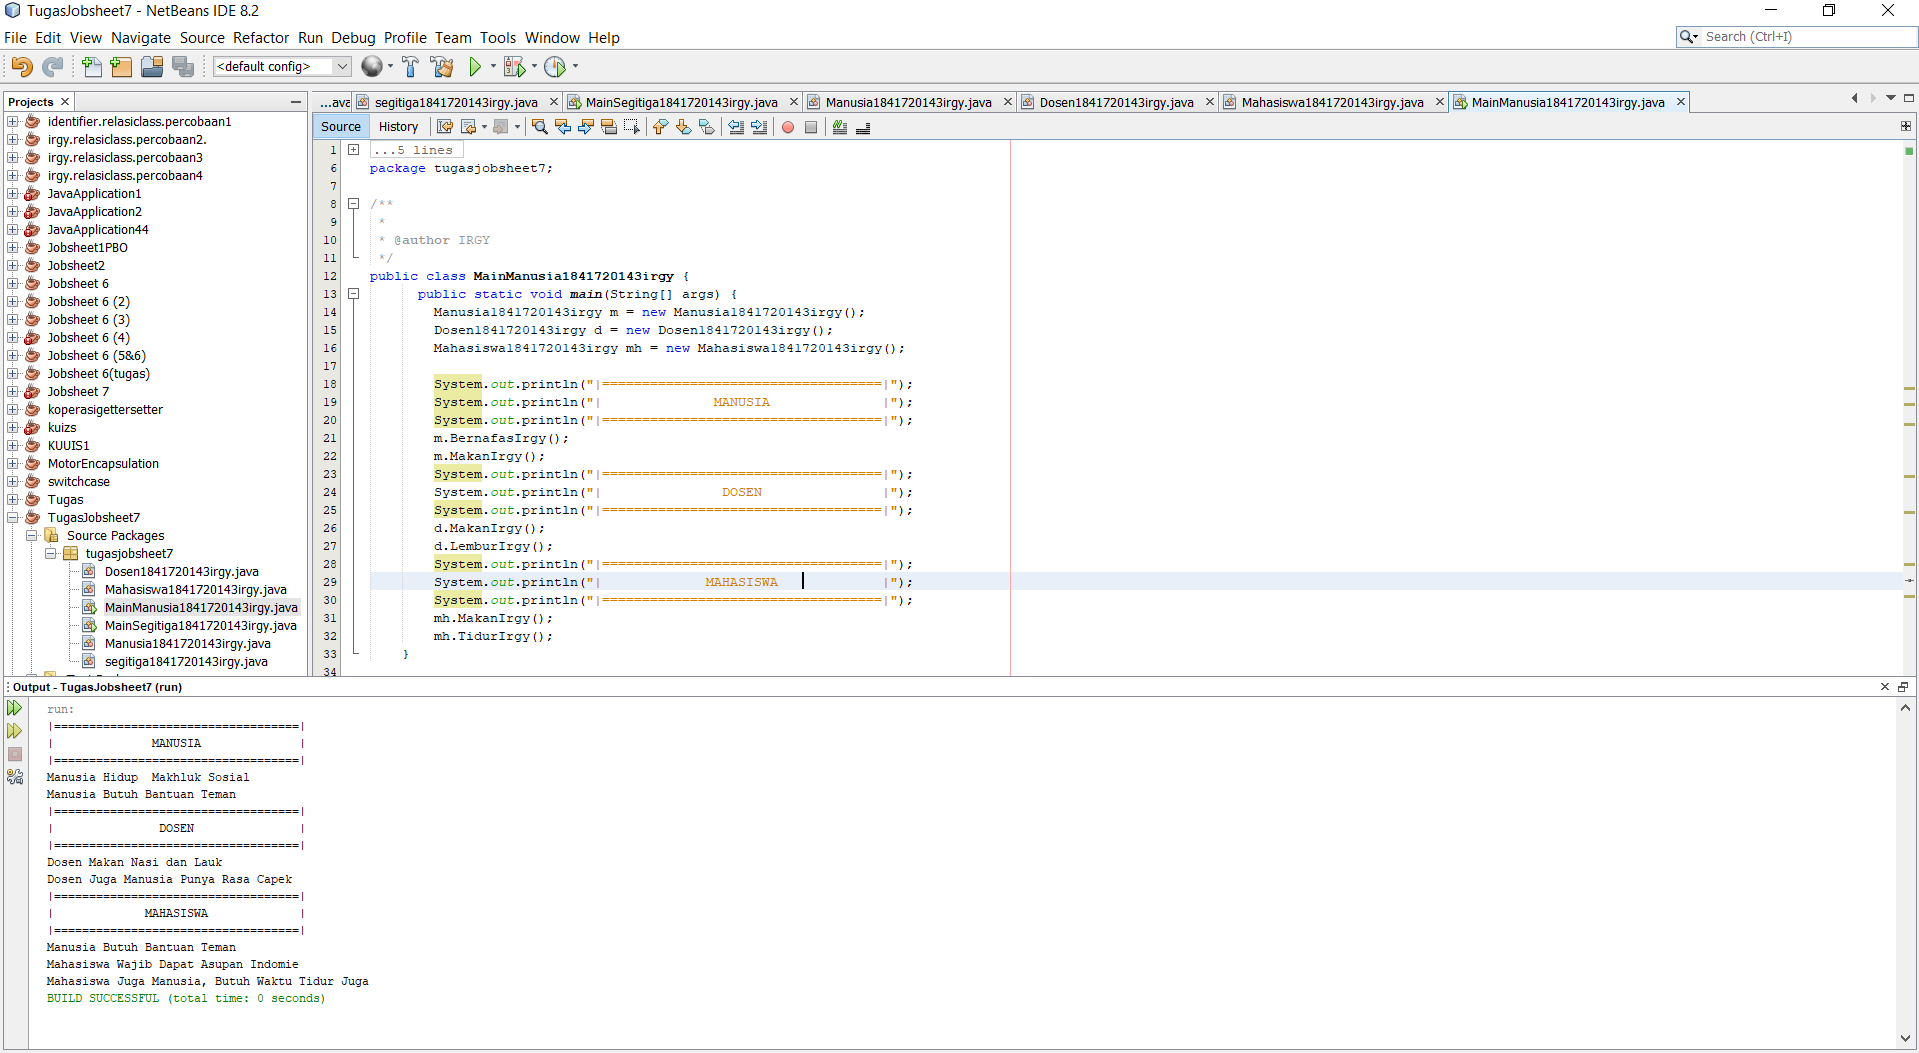 TugasJobsheet7 - NetBeans IDE 8.2
File Edit View Navigate Source Refactor Run Debug Profile Team Tools Window Help
Search (Ctrl+I)
<default config>
Projects
identifier.relasiclass.percobaan1
irgy.relasiclass.percobaan2.
irgy.relasiclass.percobaan3
irgy.relasiclass.percobaan4
JavaApplication1
JavaApplication2
JavaApplication44
Jobsheet1PBO
Jobsheet2
Jobsheet 6
Jobsheet 6 (2)
Jobsheet 6 (3)
Jobsheet 6 (4)
Jobsheet 6 (5&6)
Jobsheet 6(tugas)
Jobsheet 7
koperasigettersetter
kuizs
KUUIS1
MotorEncapsulation
switchcase
Tugas
TugasJobsheet7
Source Packages
tugasjobsheet7
Dosen1841720143irgy.java
Mahasiswa1841720143irgy.java
MainManusia1841720143irgy.java
MainSegitiga1841720143irgy.java
Manusia1841720143irgy.java
segitiga1841720143irgy.java
...ava segitiga1841720143irgy.java MainSegitiga1841720143irgy.java Manusia1841720143irgy.java Dosen1841720143irgy.java Mahasiswa1841720143irgy.java MainManusia1841720143irgy.java
Source History
1 ...5 lines
6 package tugasjobsheet7;
7
8 /**
9 *
10 * @author IRGY
11 */
12 public class MainManusia1841720143irgy {
13 public static void main(String[] args) {
14 Manusia1841720143irgy m = new Manusia1841720143irgy();
15 Dosen1841720143irgy d = new Dosen1841720143irgy();
16 Mahasiswa1841720143irgy mh = new Mahasiswa1841720143irgy();
17
18 System.out.println("|===================================|");
19 System.out.println("|              MANUSIA              |");
20 System.out.println("|===================================|");
21 m.BernafasIrgy();
22 m.MakanIrgy();
23 System.out.println("|===================================|");
24 System.out.println("|               DOSEN               |");
25 System.out.println("|===================================|");
26 d.MakanIrgy();
27 d.LemburIrgy();
28 System.out.println("|===================================|");
29 System.out.println("|             MAHASISWA             |");
30 System.out.println("|===================================|");
31 mh.MakanIrgy();
32 mh.TidurIrgy();
33 }
34
Output - TugasJobsheet7 (run)
run:
|===================================|
|              MANUSIA              |
|===================================|
Manusia Hidup  Makhluk Sosial
Manusia Butuh Bantuan Teman
|===================================|
|               DOSEN               |
|===================================|
Dosen Makan Nasi dan Lauk
Dosen Juga Manusia Punya Rasa Capek
|===================================|
|             MAHASISWA             |
|===================================|
Manusia Butuh Bantuan Teman
Mahasiswa Wajib Dapat Asupan Indomie
Mahasiswa Juga Manusia, Butuh Waktu Tidur Juga
BUILD SUCCESSFUL (total time: 0 seconds)